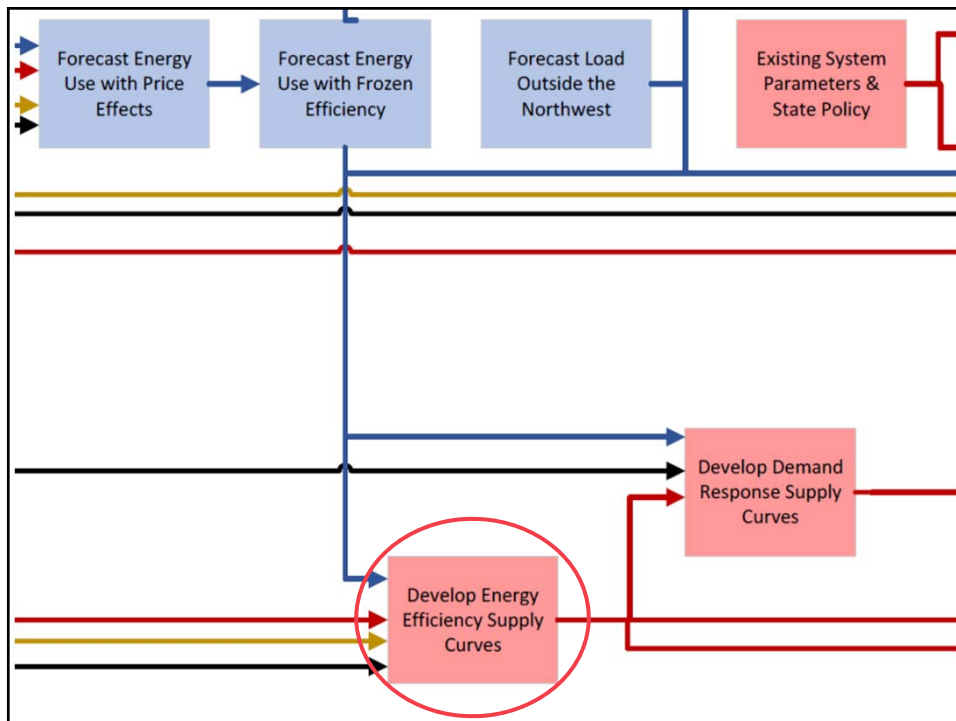 Forecast Energy
Use with Price
Effects
Forecast Energy
Use with Frozen
Efficiency
Forecast Load
Outside the
Northwest
Existing System
Parameters &
State Policy
Develop Demand
Response Supply
Curves
Develop Energy
Efficiency Supply
Curves